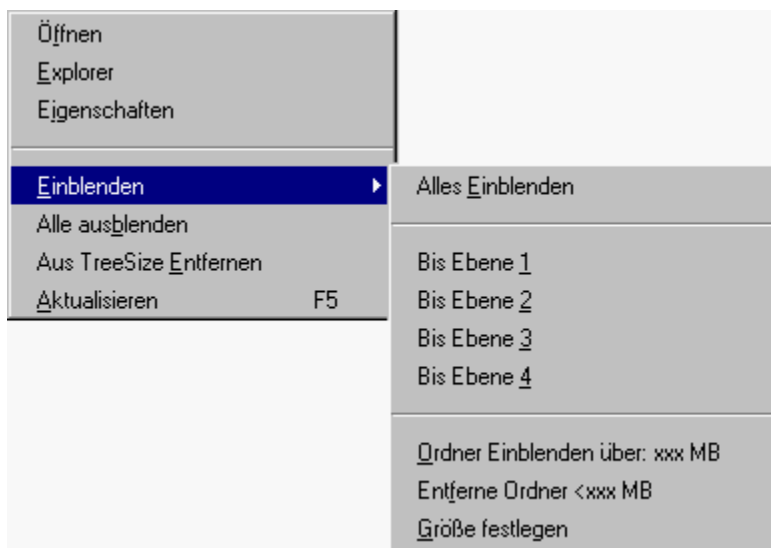 Öffnen
Explorer
Eigenschaften
Einblenden
Alle ausblenden
Aus TreeSize Entfernen
Aktualisieren F5
Alles Einblenden
Bis Ebene 1
Bis Ebene 2
Bis Ebene 3
Bis Ebene 4
Ordner Einblenden über: xxx MB
Entferne Ordner <xxx MB
Größe festlegen